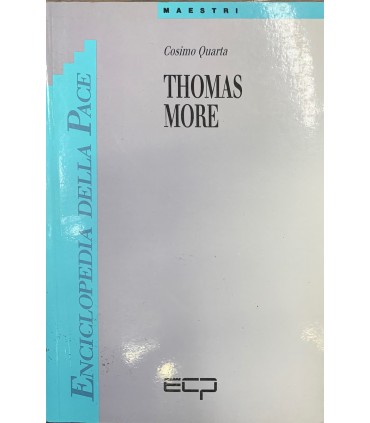 MAESTRI
Cosimo Quarta
THOMAS
MORE
ENCICLOPEDIA DELLA PACE
ECP